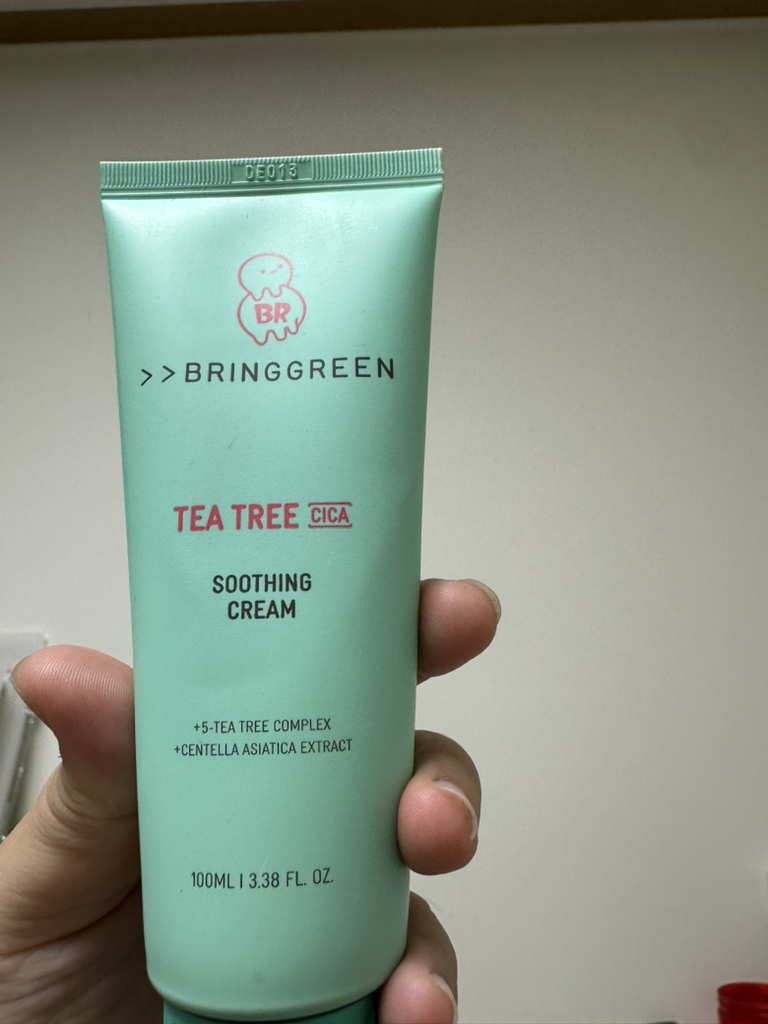 DE013
BR
>>BRINGGREEN
TEA TREE CICA
SOOTHING
CREAM
+5-TEA TREE COMPLEX
+CENTELLA ASIATICA EXTRACT
100ML I 3.38 FL. OZ.